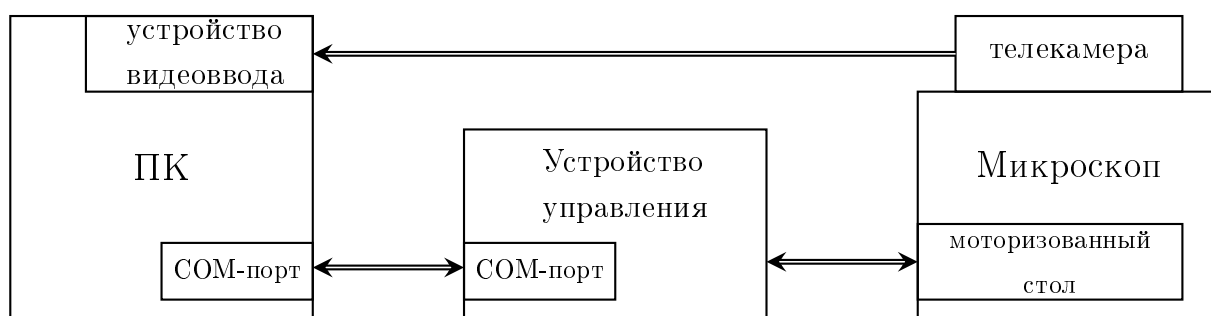 устройство
видеоввода
телекамера
ПК
Устройство
управления
Микроскоп
COM-порт
COM-порт
моторизованный
стол